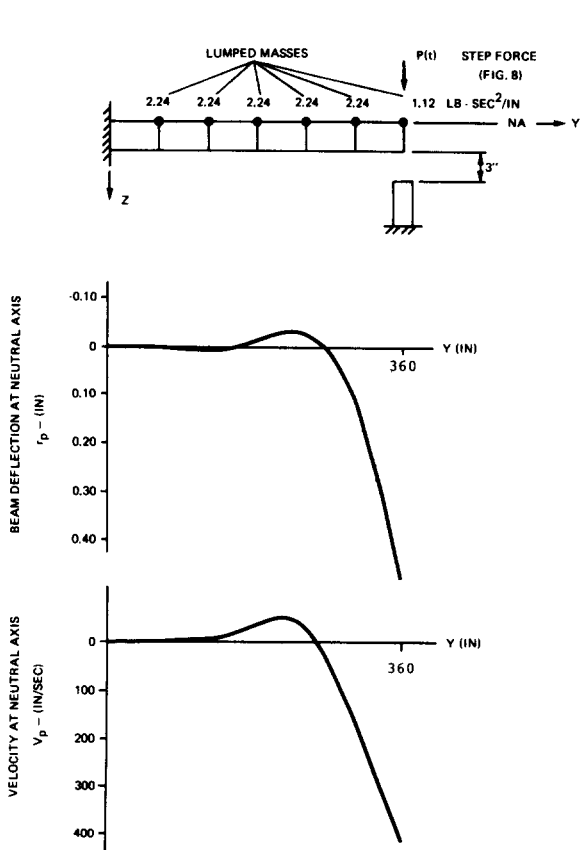 LUMPED MASSES
P(t) STEP FORCE
(FIG. 8)
2.24 2.24 2.24 2.24 2.24 1.12 LB - SEC2/IN
NA Y
3"
Z
BEAM DEFLECTION AT NEUTRAL AXIS
rp – (IN)
-0.10
0
0.10
0.20
0.30
0.40
Y (IN)
360
VELOCITY AT NEUTRAL AXIS
Vp – (IN/SEC)
0
100
200
300
400
Y (IN)
360